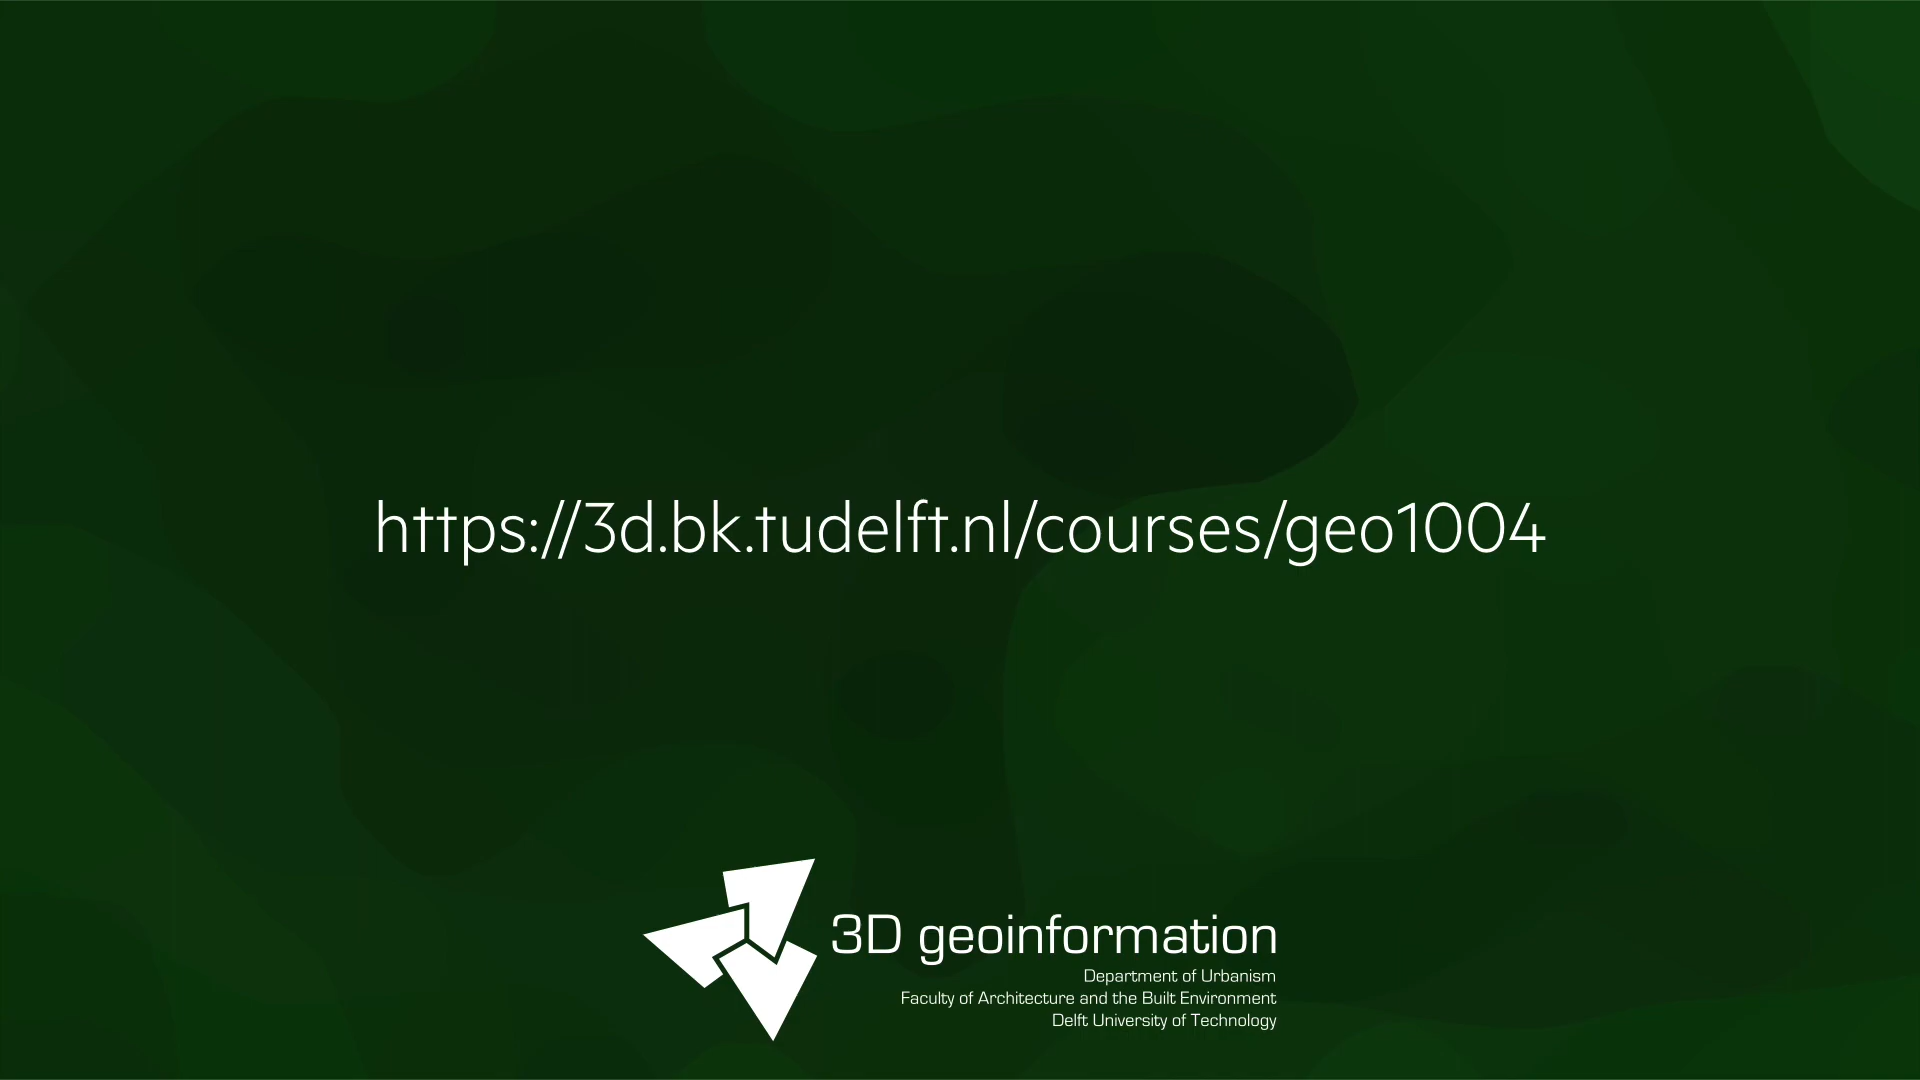 https://3d.bk.tudelft.nl/courses/geo1004
3D geoinformation
Department of Urbanism
Faculty of Architecture and the Built Environment
Delft University of Technology